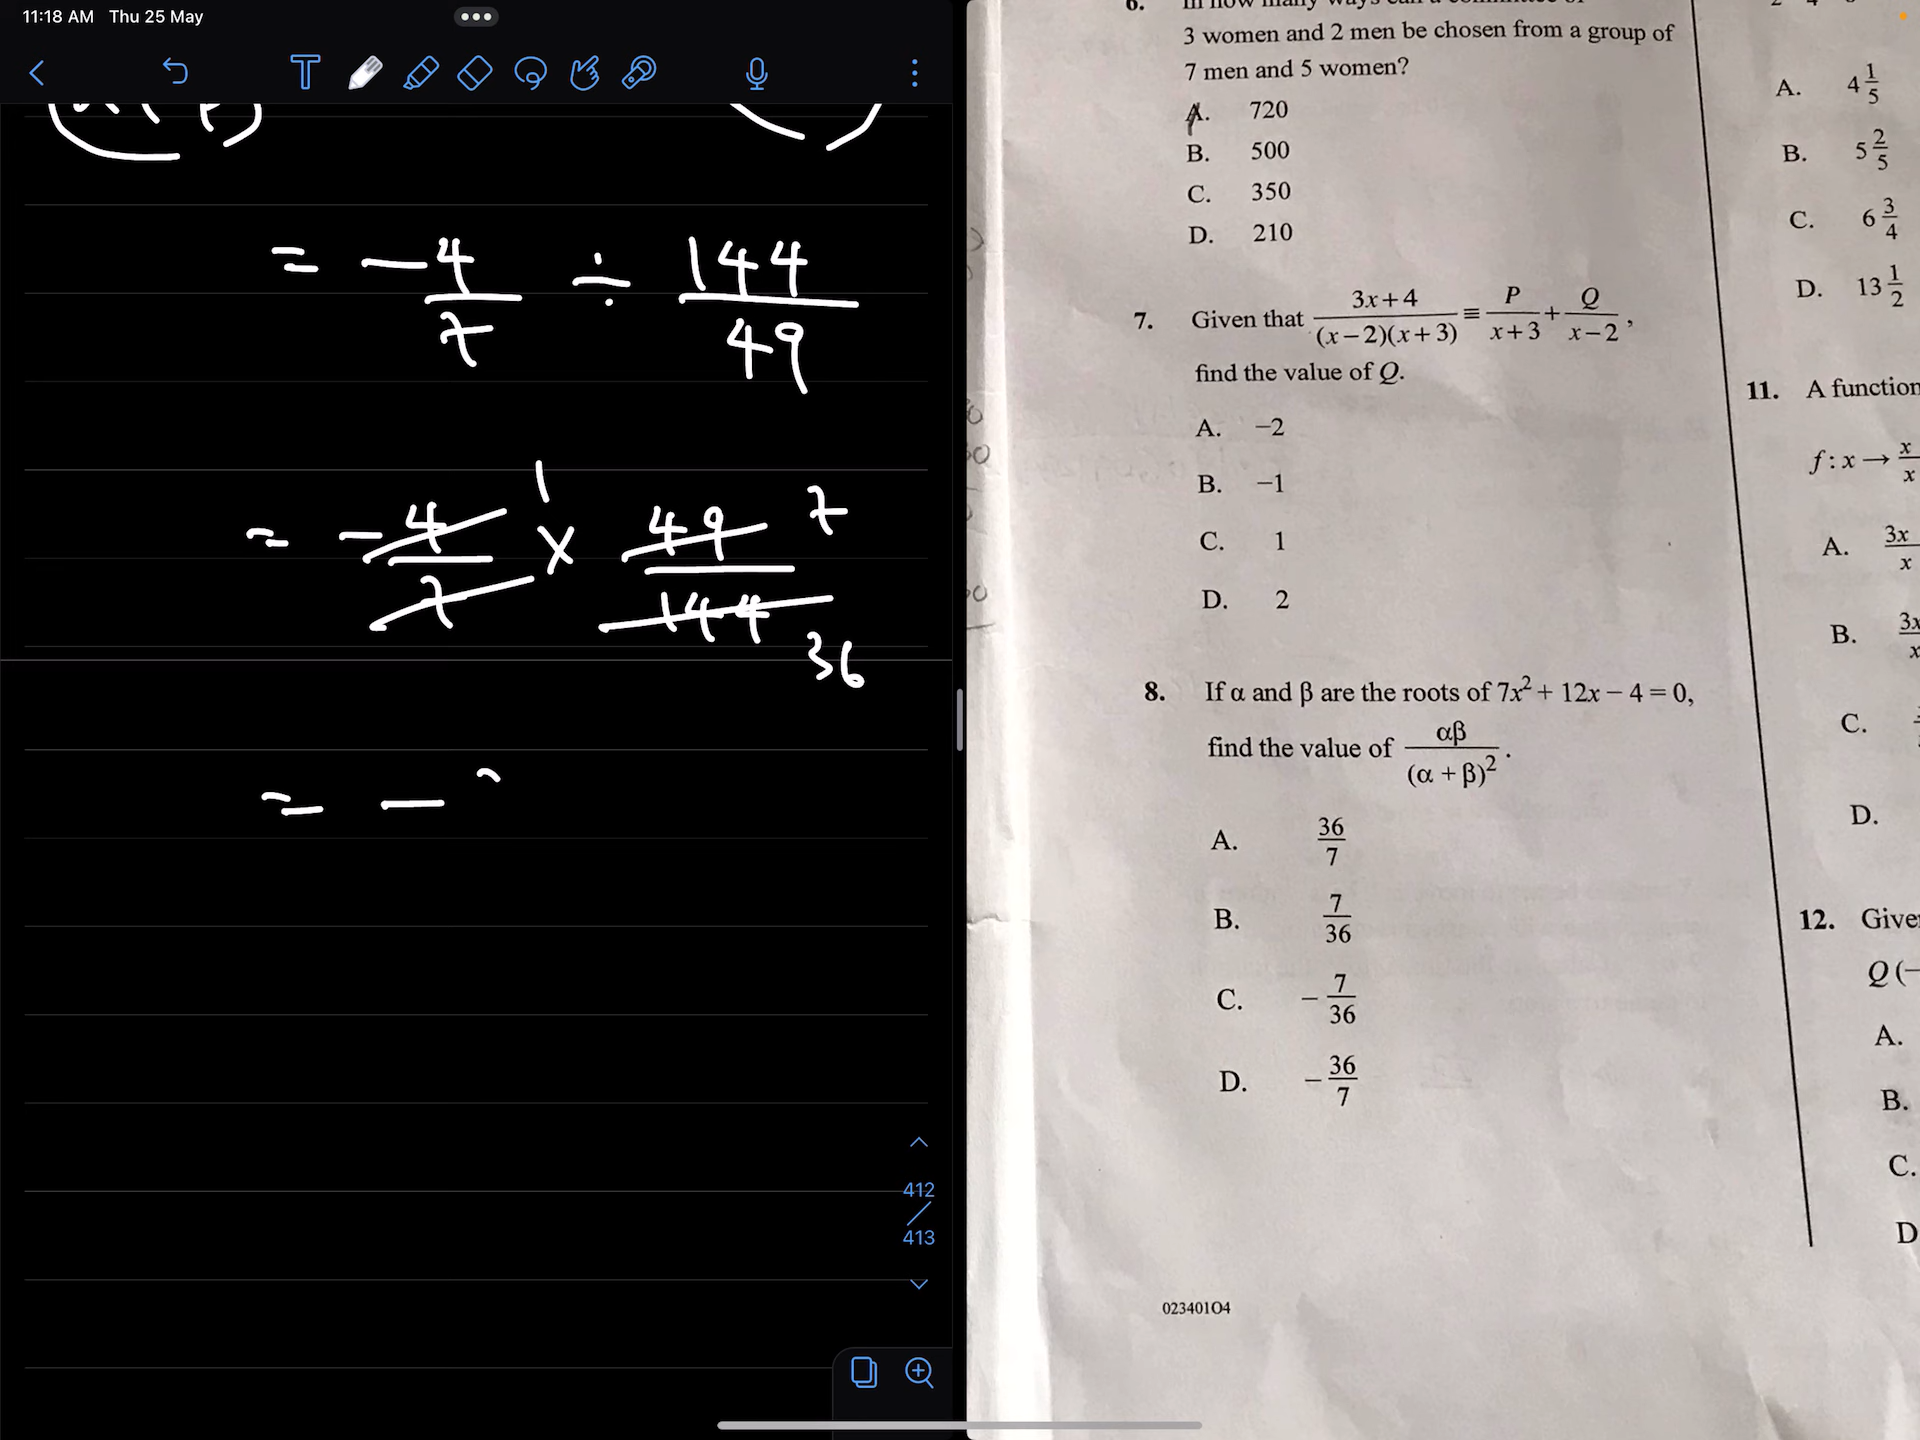 11:18 AM Thu 25 May
= -4/7 ÷ 144/49
= -4/7 1 × 49/144 7
36
= -
412
413
3 women and 2 men be chosen from a group of
7 men and 5 women?
A. 720
B. 500
C. 350
D. 210
7. Given that (3x+4)/((x−2)(x+3)) ≡ P/(x+3) + Q/(x−2),
find the value of Q.
A. −2
B. −1
C. 1
D. 2
8. If α and β are the roots of 7x² + 12x − 4 = 0,
find the value of αβ/(α + β)².
A. 36/7
B. 7/36
C. −7/36
D. −36/7
02340104
A. 4 1/5
B. 5 2/5
C. 6 3/4
D. 13 1/2
11. A function
f : x → x/x
A. 3x/x
B. 3x/x
C.
D.
12. Give
Q (−
A.
B.
C.
D